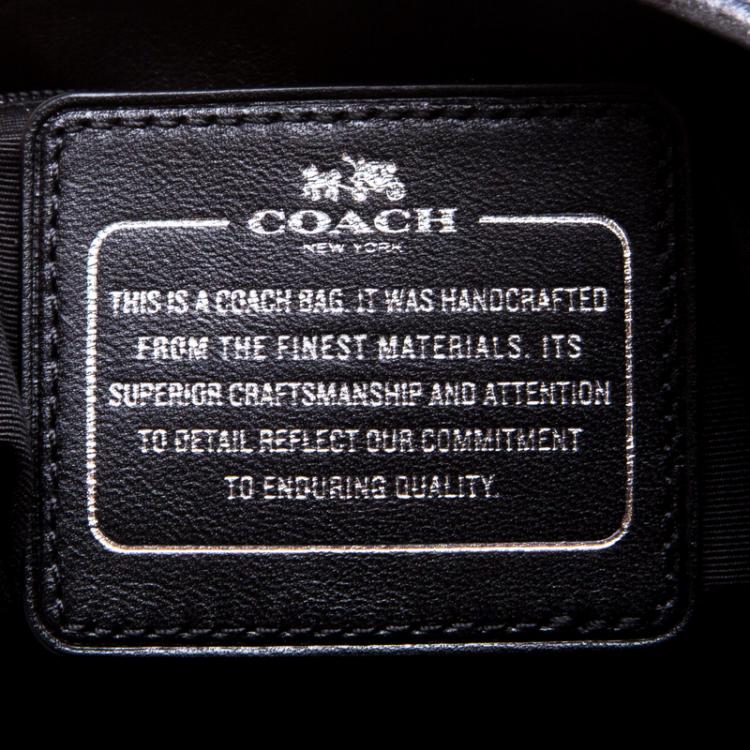 COACH
NEW YORK
THIS IS A COACH BAG. IT WAS HANDCRAFTED
FROM THE FINEST MATERIALS. ITS
SUPERIOR CRAFTSMANSHIP AND ATTENTION
TO DETAIL REFLECT OUR COMMITMENT
TO ENDURING QUALITY.